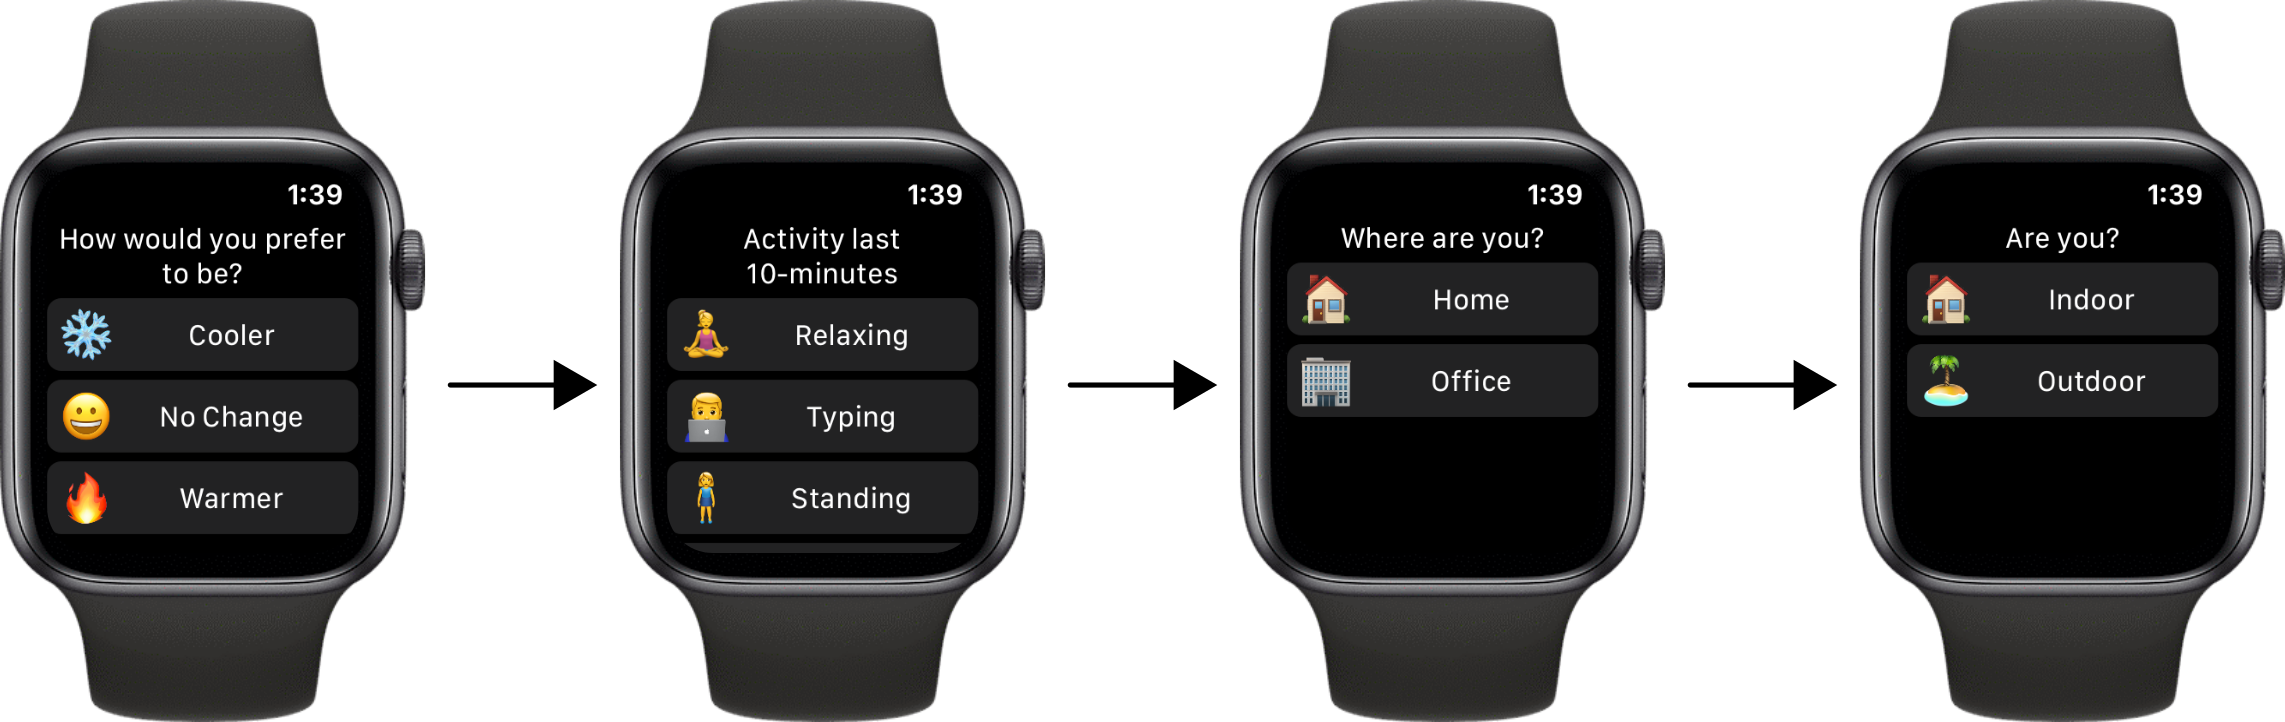 1:39
How would you prefer
to be?
Cooler
No Change
Warmer
1:39
Activity last
10-minutes
Relaxing
Typing
Standing
1:39
Where are you?
Home
Office
1:39
Are you?
Indoor
Outdoor